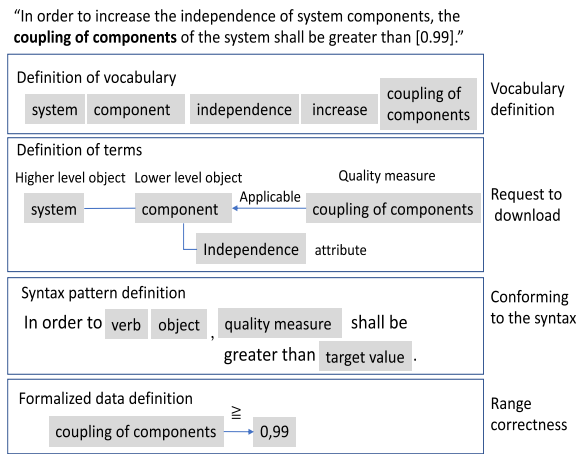 “In order to increase the independence of system components, the
coupling of components of the system shall be greater than [0.99].”
Definition of vocabulary
system component independence increase coupling of
components
Vocabulary
definition
Definition of terms
Higher level object Lower level object Quality measure
Applicable
system component coupling of components
Independence attribute
Request to
download
Syntax pattern definition
In order to verb object , quality measure shall be
greater than target value .
Conforming
to the syntax
Formalized data definition
≧
coupling of components 0,99
Range
correctness